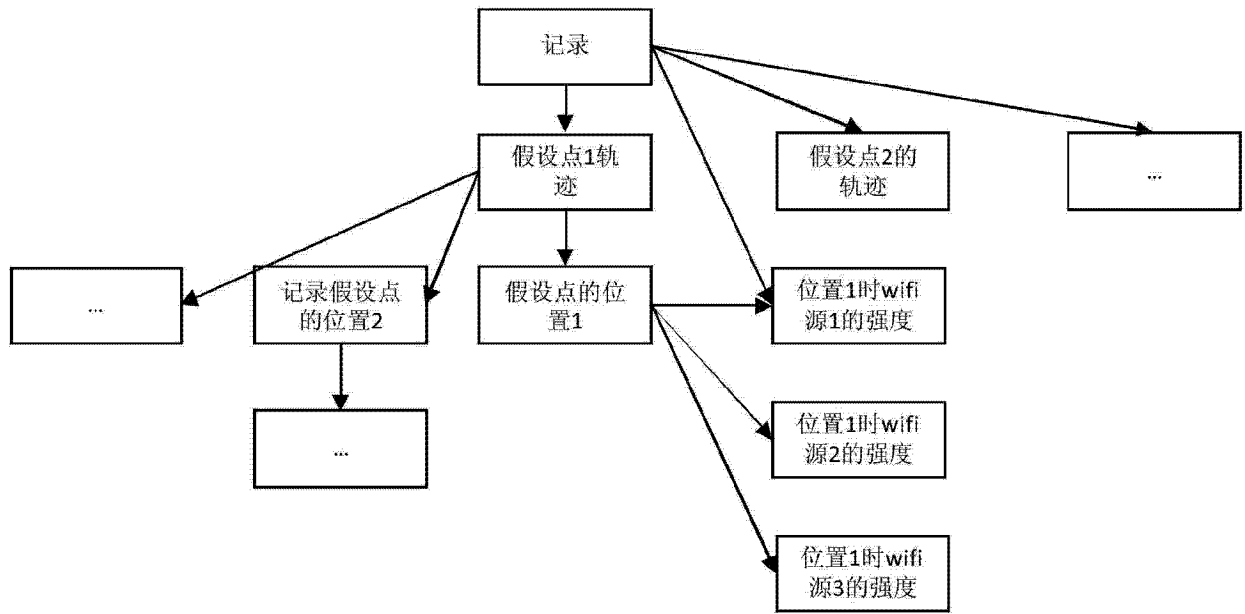 记录
假设点1轨
迹
假设点2的
轨迹
...
...
记录假设点
的位置2
假设点的位
置1
位置1时wifi
源1的强度
...
位置1时wifi
源2的强度
位置1时wifi
源3的强度